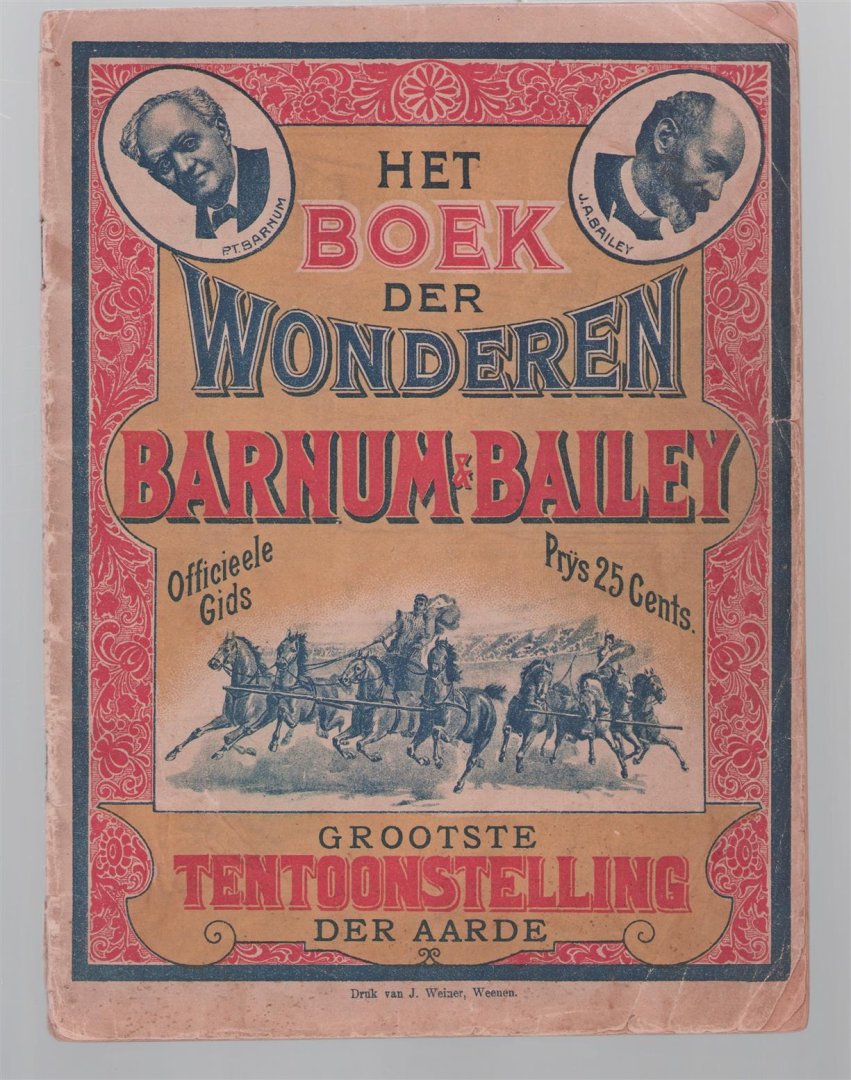 P.T. BARNUM
J.A. BAILEY
HET
BOEK
DER
WONDEREN
BARNUM & BAILEY
Officieele
Gids
Prÿs 25 Cents.
GROOTSTE
TENTOONSTELLING
DER AARDE
Druk van J. Weiner, Weenen.